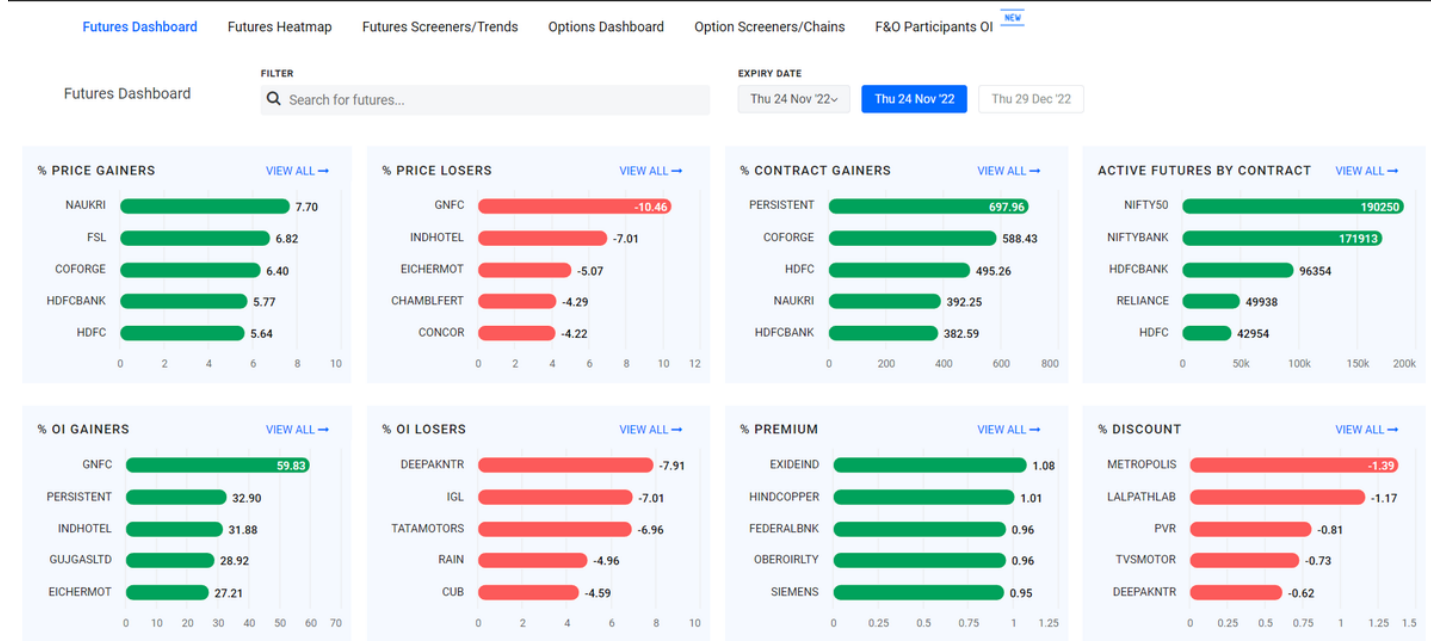 Futures Dashboard Futures Heatmap Futures Screeners/Trends Options Dashboard Option Screeners/Chains F&O Participants OI NEW
FILTER EXPIRY DATE
Futures Dashboard Search for futures... Thu 24 Nov '22 Thu 24 Nov '22 Thu 29 Dec '22
% PRICE GAINERS VIEW ALL →
NAUKRI 7.70
FSL 6.82
COFORGE 6.40
HDFCBANK 5.77
HDFC 5.64
0 2 4 6 8 10
% PRICE LOSERS VIEW ALL →
GNFC -10.46
INDHOTEL -7.01
EICHERMOT -5.07
CHAMBLFERT -4.29
CONCOR -4.22
0 2 4 6 8 10 12
% CONTRACT GAINERS VIEW ALL →
PERSISTENT 697.96
COFORGE 588.43
HDFC 495.26
NAUKRI 392.25
HDFCBANK 382.59
0 200 400 600 800
ACTIVE FUTURES BY CONTRACT VIEW ALL →
NIFTY50 190250
NIFTYBANK 171913
HDFCBANK 96354
RELIANCE 49938
HDFC 42954
0 50k 100k 150k 200k
% OI GAINERS VIEW ALL →
GNFC 59.83
PERSISTENT 32.90
INDHOTEL 31.88
GUJGASLTD 28.92
EICHERMOT 27.21
0 10 20 30 40 50 60 70
% OI LOSERS VIEW ALL →
DEEPAKNTR -7.91
IGL -7.01
TATAMOTORS -6.96
RAIN -4.96
CUB -4.59
0 2 4 6 8 10
% PREMIUM VIEW ALL →
EXIDEIND 1.08
HINDCOPPER 1.01
FEDERALBNK 0.96
OBEROIRLTY 0.96
SIEMENS 0.95
0 0.25 0.5 0.75 1 1.25
% DISCOUNT VIEW ALL →
METROPOLIS -1.39
LALPATHLAB -1.17
PVR -0.81
TVSMOTOR -0.73
DEEPAKNTR -0.62
0 0.25 0.5 0.75 1 1.25 1.5